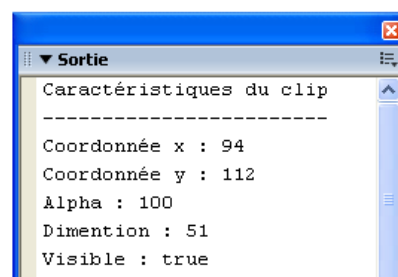 Sortie
Caractéristiques du clip
------------------------
Coordonnée x : 94
Coordonnée y : 112
Alpha : 100
Dimention : 51
Visible : true